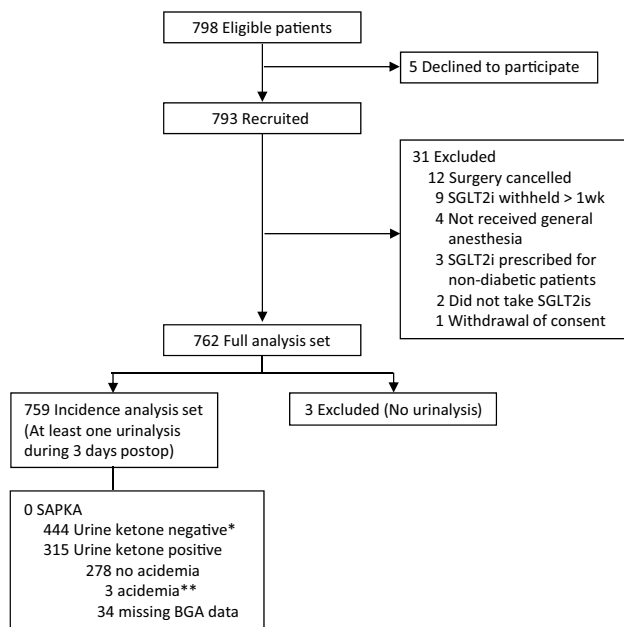 798 Eligible patients
5 Declined to participate
793 Recruited
31 Excluded
12 Surgery cancelled
9 SGLT2i withheld > 1wk
4 Not received general
anesthesia
3 SGLT2i prescribed for
non-diabetic patients
2 Did not take SGLT2is
1 Withdrawal of consent
762 Full analysis set
759 Incidence analysis set
(At least one urinalysis
during 3 days postop)
3 Excluded (No urinalysis)
0 SAPKA
444 Urine ketone negative*
315 Urine ketone positive
278 no acidemia
3 acidemia**
34 missing BGA data